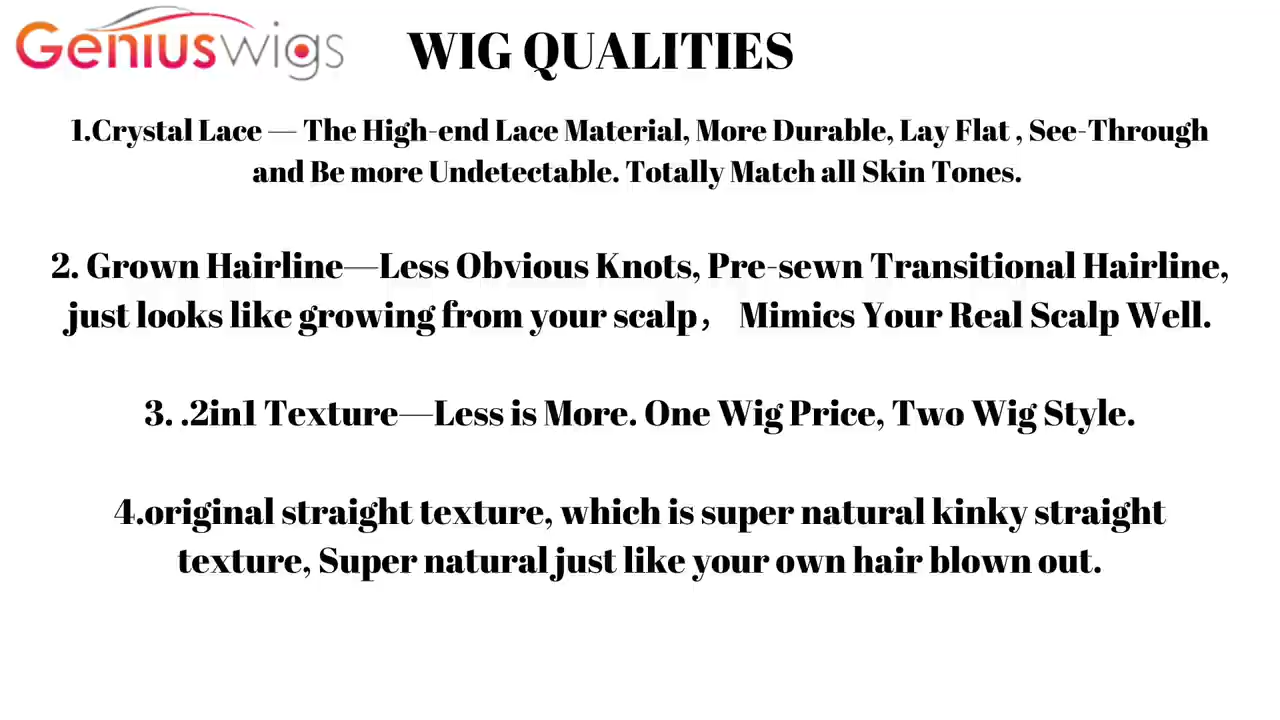 Geniuswigs
WIG QUALITIES
1.Crystal Lace — The High-end Lace Material, More Durable, Lay Flat , See-Through
and Be more Undetectable. Totally Match all Skin Tones.
2. Grown Hairline—Less Obvious Knots, Pre-sewn Transitional Hairline,
just looks like growing from your scalp， Mimics Your Real Scalp Well.
3. .2in1 Texture—Less is More. One Wig Price, Two Wig Style.
4.original straight texture, which is super natural kinky straight
texture, Super natural just like your own hair blown out.